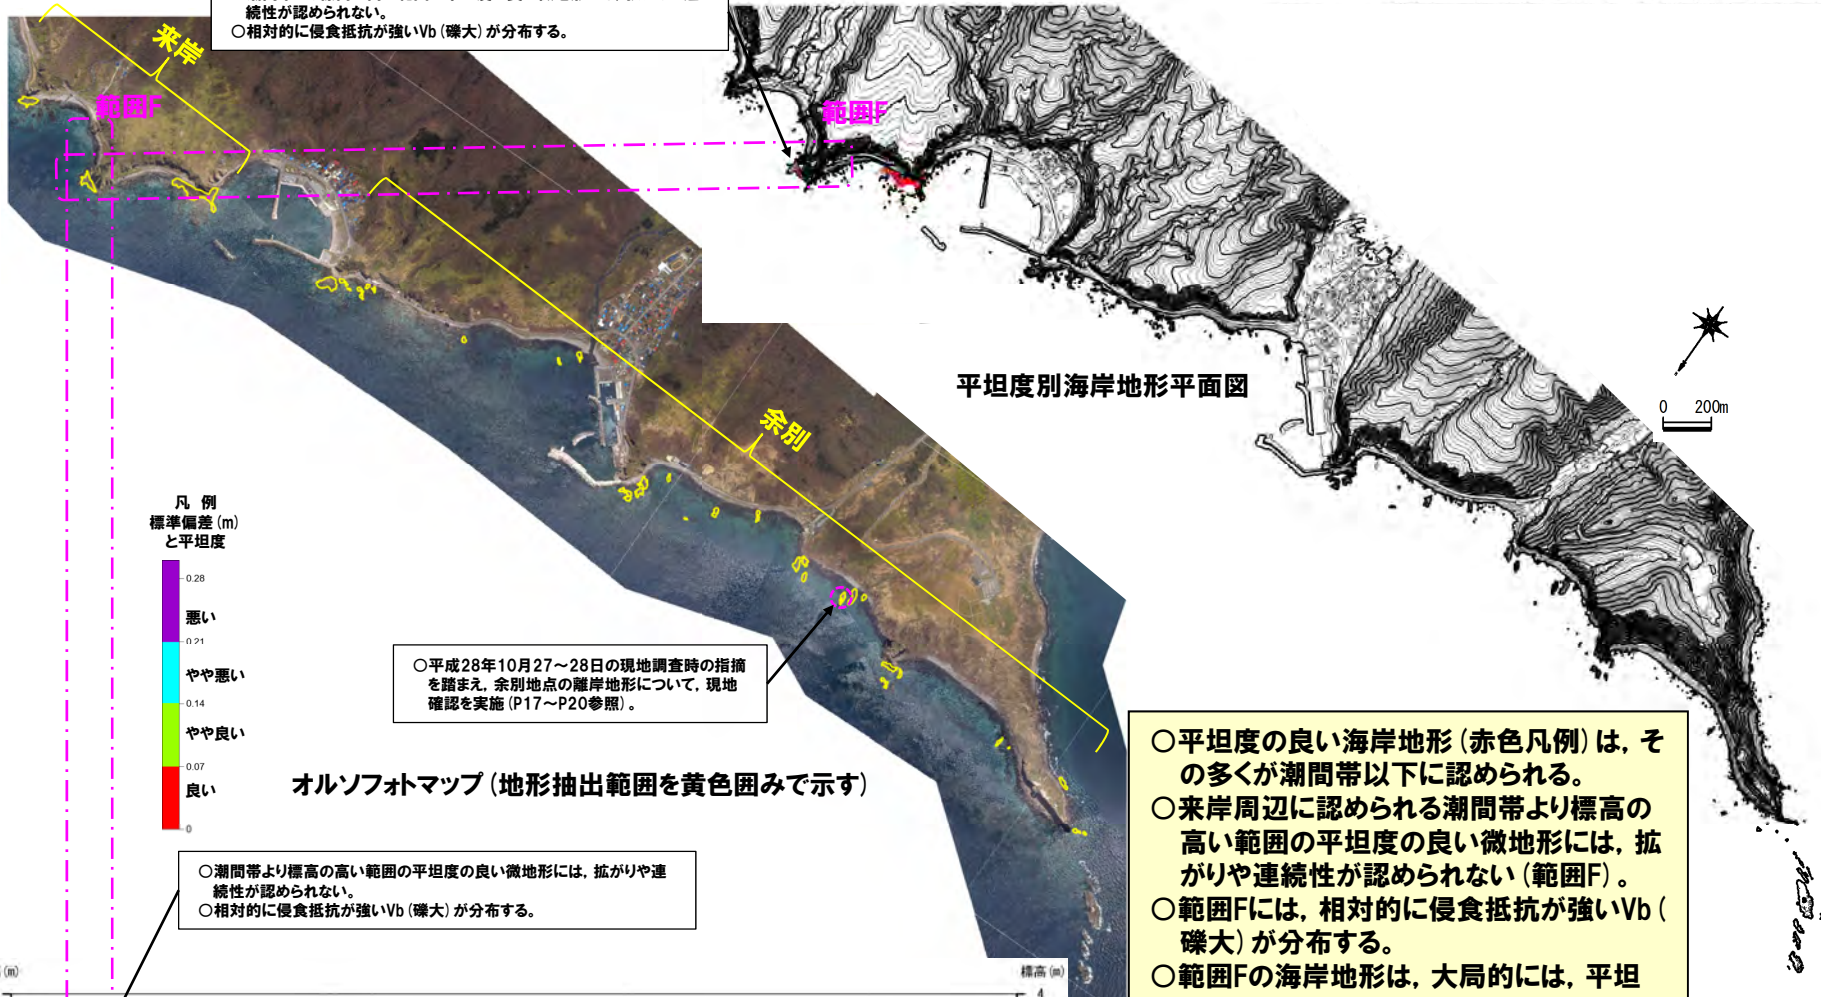 続性が認められない。
○相対的に侵食抵抗が強いVb（礫大）が分布する。
来岸
範囲F
範囲F
平坦度別海岸地形平面図
0 200m
余別
凡 例
標準偏差(m)
と平坦度
0.28
悪い
0.21
やや悪い
0.14
やや良い
0.07
良い
0
○平成28年10月27～28日の現地調査時の指摘
を踏まえ，余別地点の離岸地形について，現地
確認を実施（P17～P20参照）。
オルソフォトマップ（地形抽出範囲を黄色囲みで示す）
○潮間帯より標高の高い範囲の平坦度の良い微地形には，拡がりや連
続性が認められない。
○相対的に侵食抵抗が強いVb（礫大）が分布する。
○平坦度の良い海岸地形（赤色凡例）は，そ
の多くが潮間帯以下に認められる。
○来岸周辺に認められる潮間帯より標高の
高い範囲の平坦度の良い微地形には，拡
がりや連続性が認められない（範囲F）。
○範囲Fには，相対的に侵食抵抗が強いVb（
礫大）が分布する。
○範囲Fの海岸地形は，大局的には，平坦
(m)
標高(m)
4